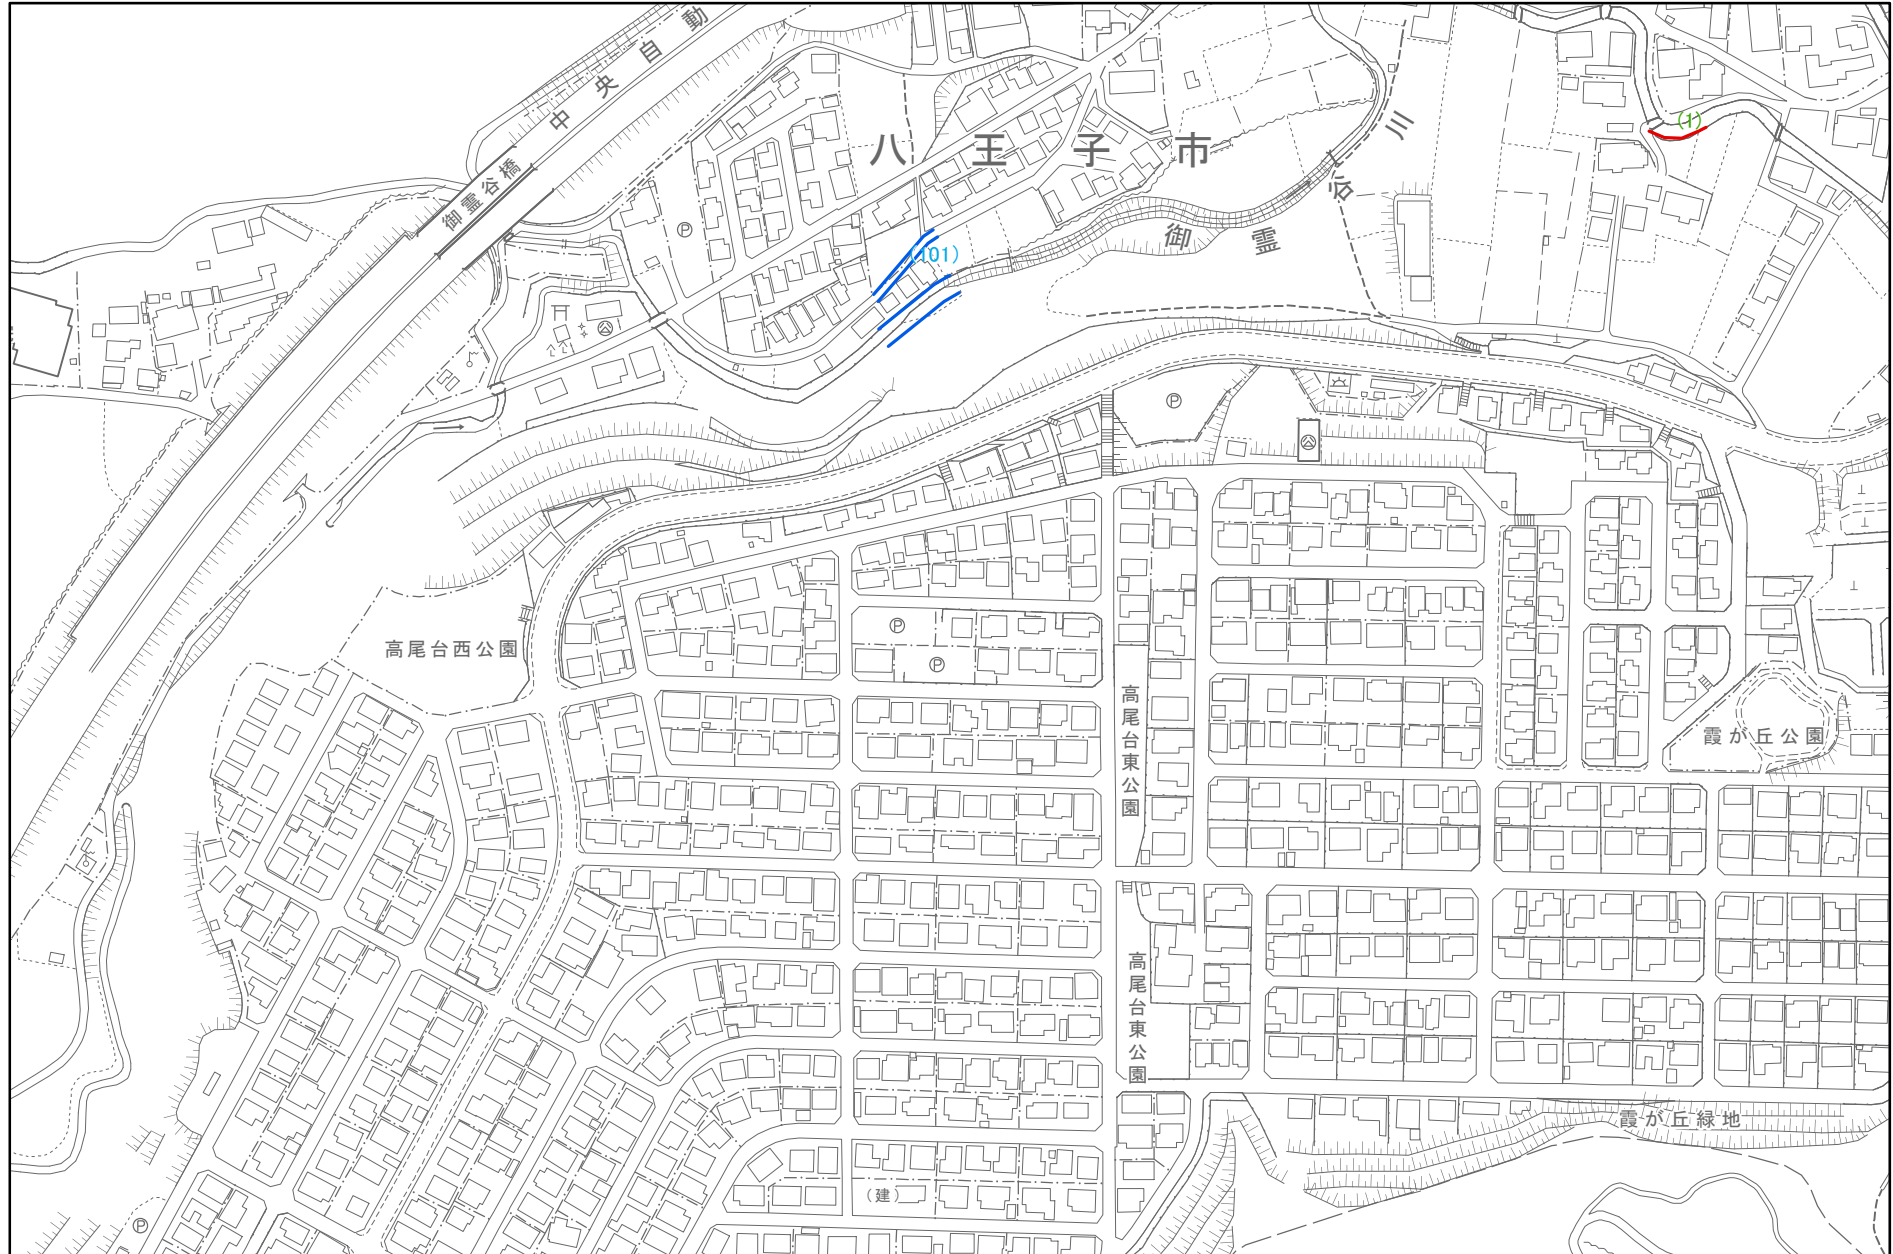 中央自動
御霊谷橋
八王子市
御霊谷川
(1)
(101)
Ⓟ
Ⓟ
高尾台西公園
Ⓟ
Ⓟ
高尾台東公園
霞が丘公園
高尾台東公園
霞が丘緑地
（建）
Ⓟ